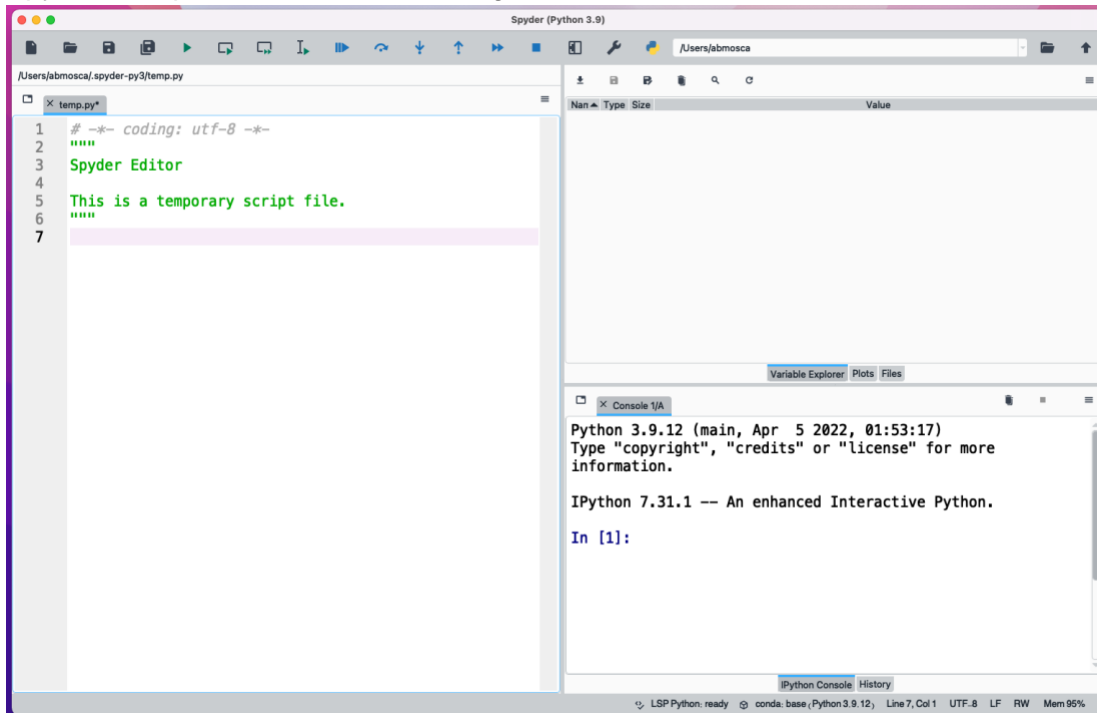 Spyder (Python 3.9)
/Users/abmosca
/Users/abmosca/.spyder-py3/temp.py
temp.py*
1 # -*- coding: utf-8 -*-
2 """
3 Spyder Editor
4
5 This is a temporary script file.
6 """
7
Nan Type Size Value
Variable Explorer Plots Files
Console 1/A
Python 3.9.12 (main, Apr  5 2022, 01:53:17)
Type "copyright", "credits" or "license" for more
information.
IPython 7.31.1 -- An enhanced Interactive Python.
In [1]:
IPython Console History
LSP Python: ready conda: base (Python 3.9.12) Line 7, Col 1 UTF-8 LF RW Mem 95%